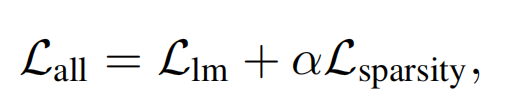 ℒ_all = ℒ_lm + αℒ_sparsity,